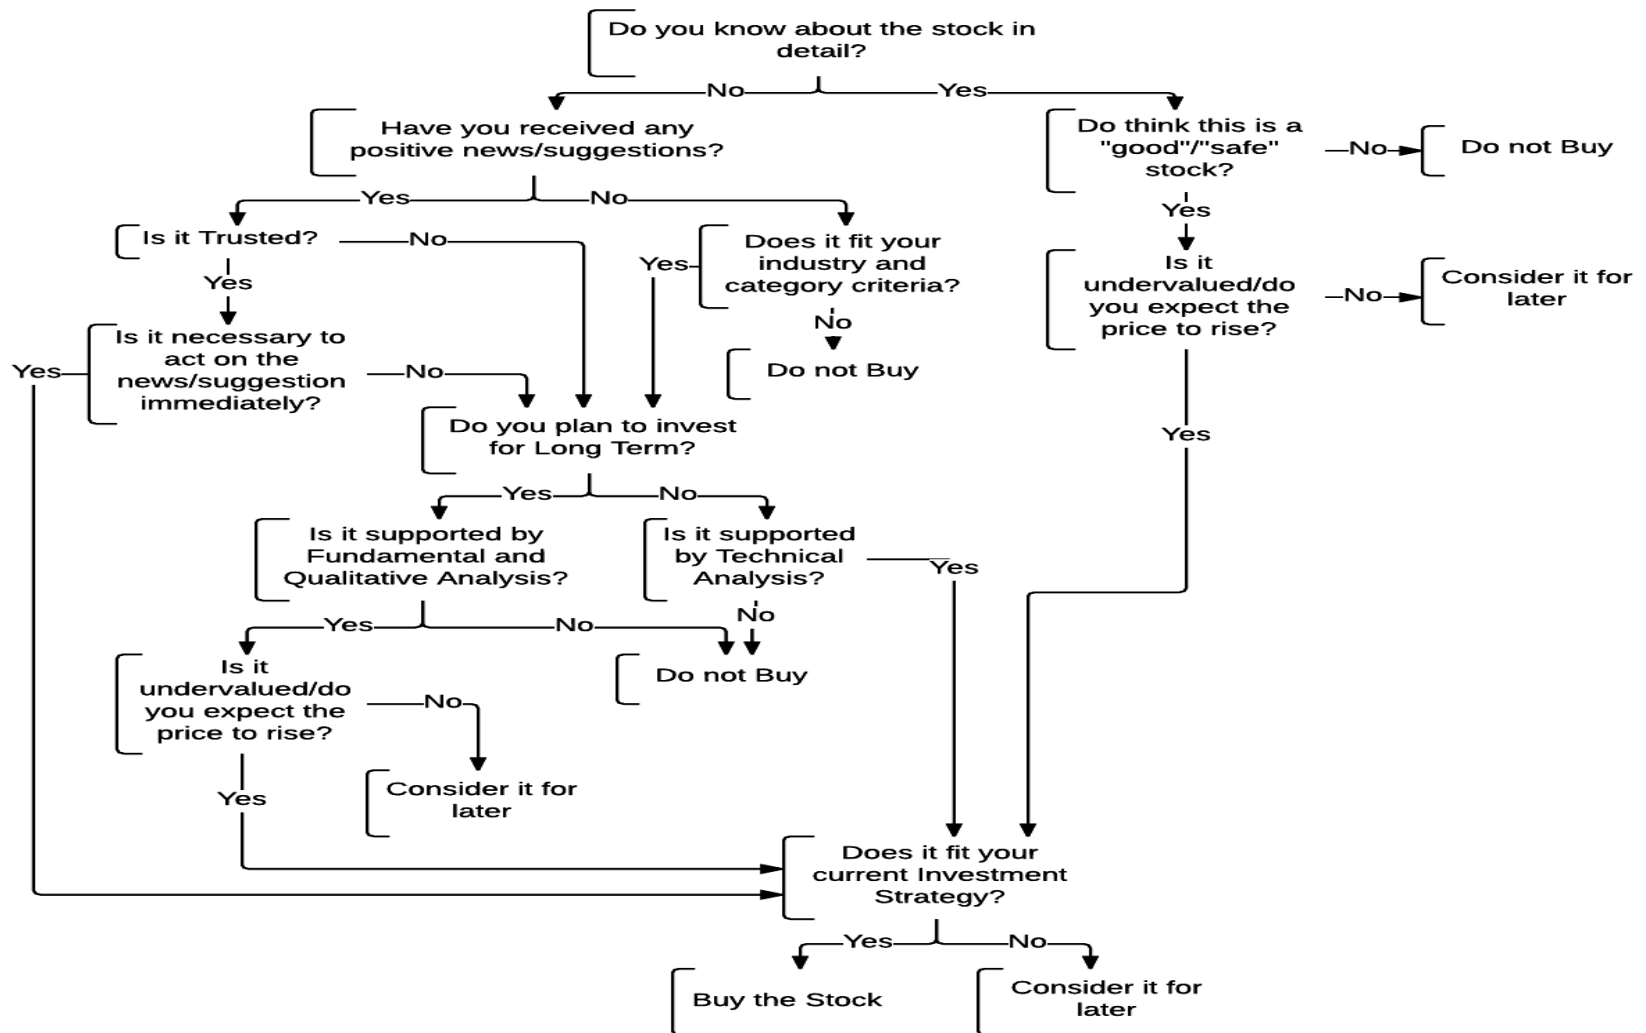 Do you know about the stock in
detail?
No
Yes
Have you received any
positive news/suggestions?
Do think this is a
"good"/"safe"
stock?
No
Do not Buy
Yes
No
Yes
Is it Trusted?
No
Does it fit your
industry and
category criteria?
Yes
Is it
undervalued/do
you expect the
price to rise?
No
Consider it for
later
Yes
No
Is it necessary to
act on the
news/suggestion
immediately?
Yes
No
Do not Buy
Do you plan to invest
for Long Term?
Yes
Yes
No
Is it supported by
Fundamental and
Qualitative Analysis?
Is it supported
by Technical
Analysis?
Yes
No
Yes
No
Is it
undervalued/do
you expect the
price to rise?
No
Do not Buy
Yes
Consider it for
later
Does it fit your
current Investment
Strategy?
Yes
No
Buy the Stock
Consider it for
later